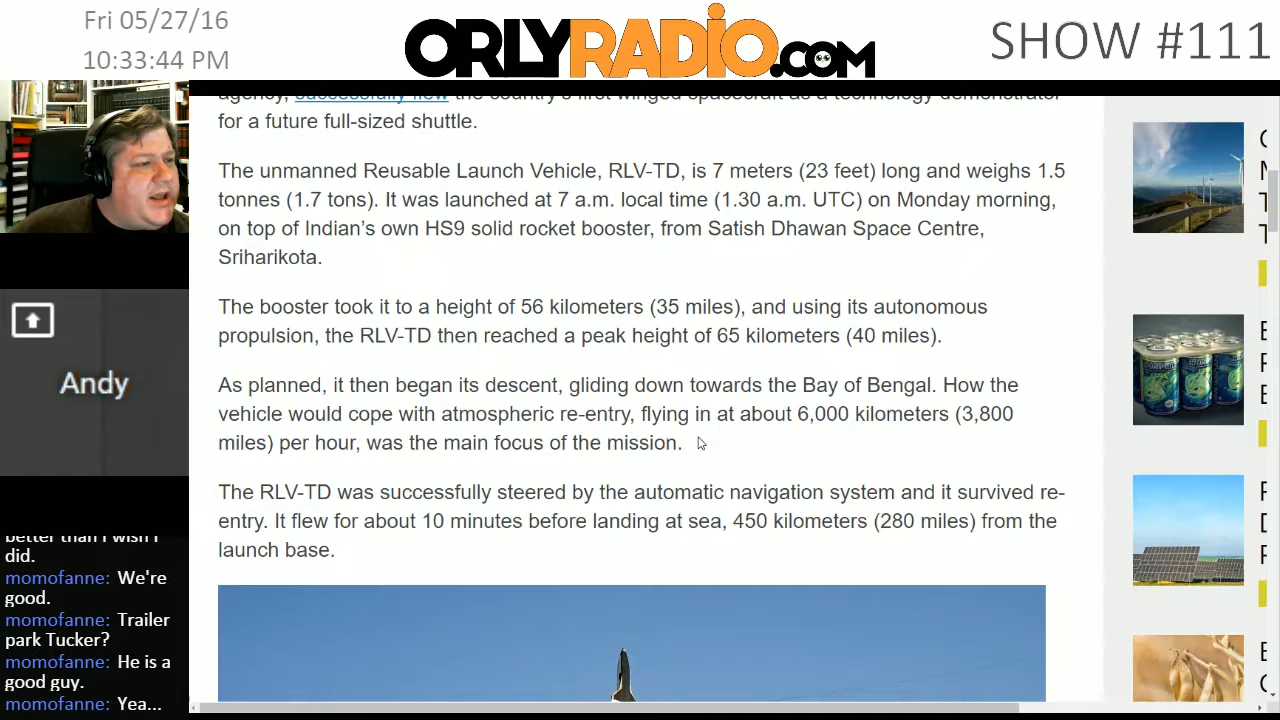 Fri 05/27/16
10:33:44 PM
ORLYRADIO.COM
SHOW #111
for a future full-sized shuttle.
The unmanned Reusable Launch Vehicle, RLV-TD, is 7 meters (23 feet) long and weighs 1.5
tonnes (1.7 tons). It was launched at 7 a.m. local time (1.30 a.m. UTC) on Monday morning,
on top of Indian's own HS9 solid rocket booster, from Satish Dhawan Space Centre,
Sriharikota.
The booster took it to a height of 56 kilometers (35 miles), and using its autonomous
propulsion, the RLV-TD then reached a peak height of 65 kilometers (40 miles).
As planned, it then began its descent, gliding down towards the Bay of Bengal. How the
vehicle would cope with atmospheric re-entry, flying in at about 6,000 kilometers (3,800
miles) per hour, was the main focus of the mission.
The RLV-TD was successfully steered by the automatic navigation system and it survived re-
entry. It flew for about 10 minutes before landing at sea, 450 kilometers (280 miles) from the
launch base.
Andy
better than I wish I
did.
momofanne: We're
good.
momofanne: Trailer
park Tucker?
momofanne: He is a
good guy.
momofanne: Yea...